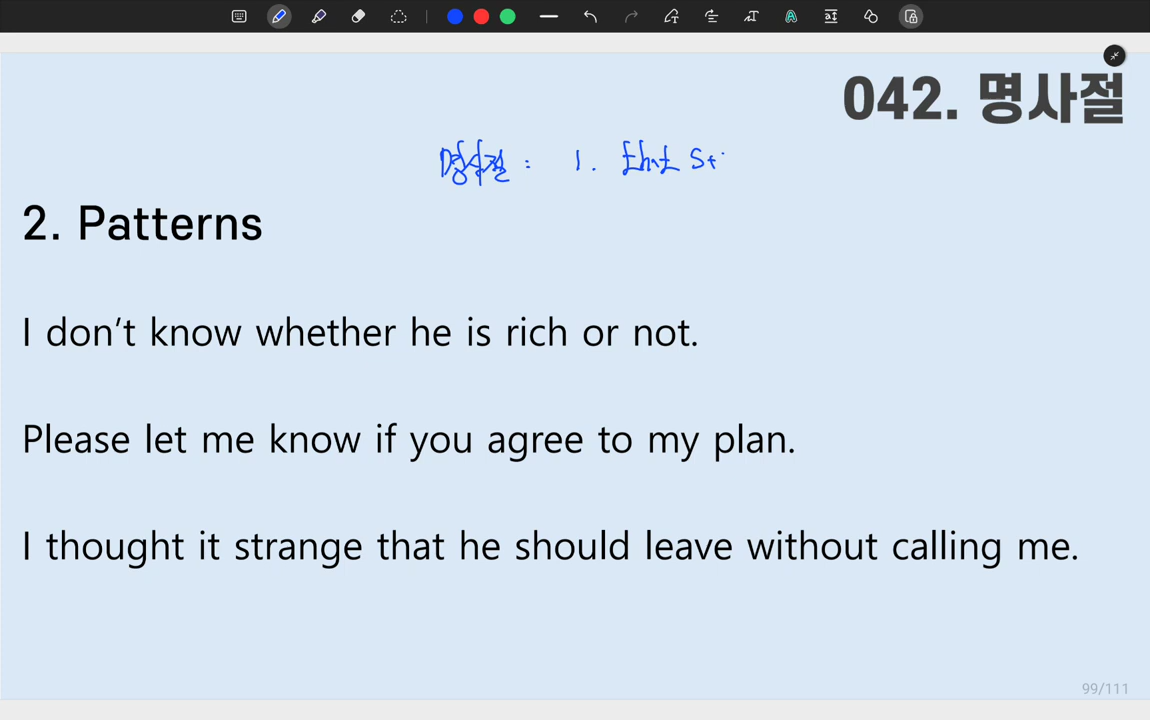 042. 명사절
명사절 : 1. that St
2. Patterns
I don't know whether he is rich or not.
Please let me know if you agree to my plan.
I thought it strange that he should leave without calling me.
99/111